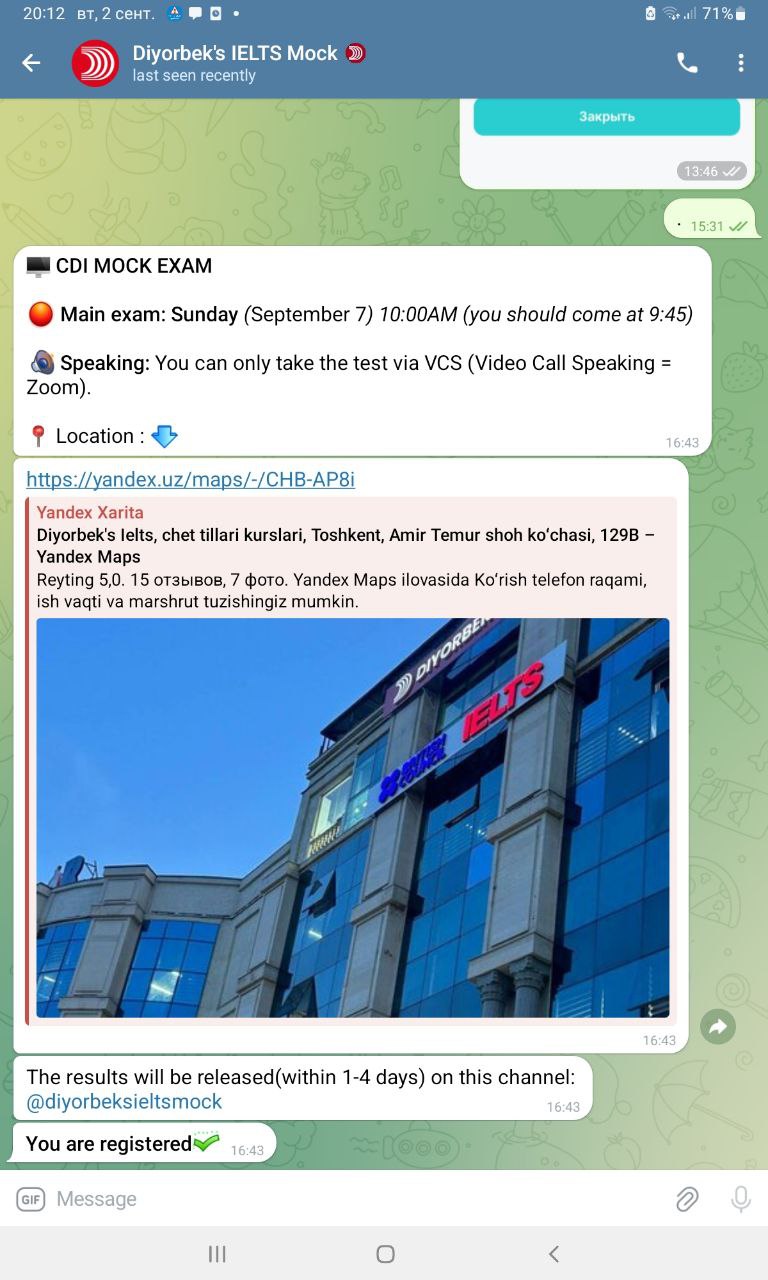 20:12 вт, 2 сент.
71%
Diyorbek's IELTS Mock
last seen recently
Закрыть
13:46
. 15:31
CDI MOCK EXAM
Main exam: Sunday (September 7) 10:00AM (you should come at 9:45)
Speaking: You can only take the test via VCS (Video Call Speaking =
Zoom).
Location :
16:43
https://yandex.uz/maps/-/CHB-AP8i
Yandex Xarita
Diyorbek's Ielts, chet tillari kurslari, Toshkent, Amir Temur shoh koʻchasi, 129B –
Yandex Maps
Reyting 5,0. 15 отзывов, 7 фото. Yandex Maps ilovasida Koʻrish telefon raqami,
ish vaqti va marshrut tuzishingiz mumkin.
DIYORBEK
BRITISH
COUNCIL
IELTS
16:43
The results will be released(within 1-4 days) on this channel:
@diyorbeksieltsmock
16:43
You are registered
16:43
GIF Message